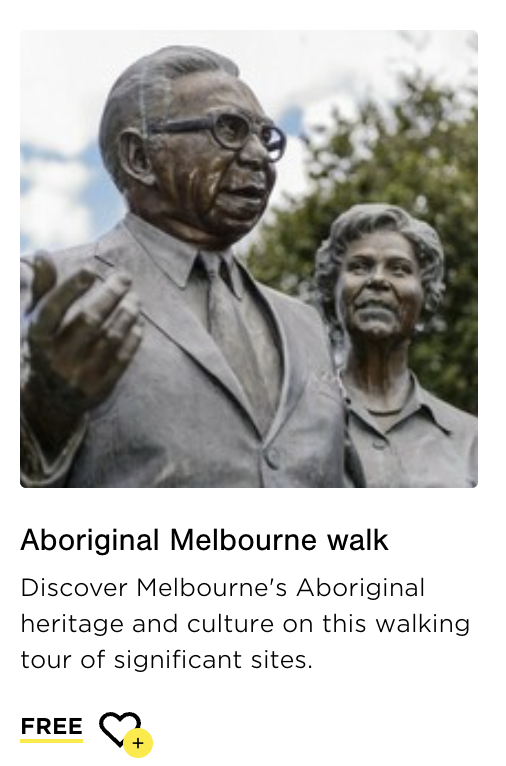 Aboriginal Melbourne walk
Discover Melbourne's Aboriginal
heritage and culture on this walking
tour of significant sites.
FREE